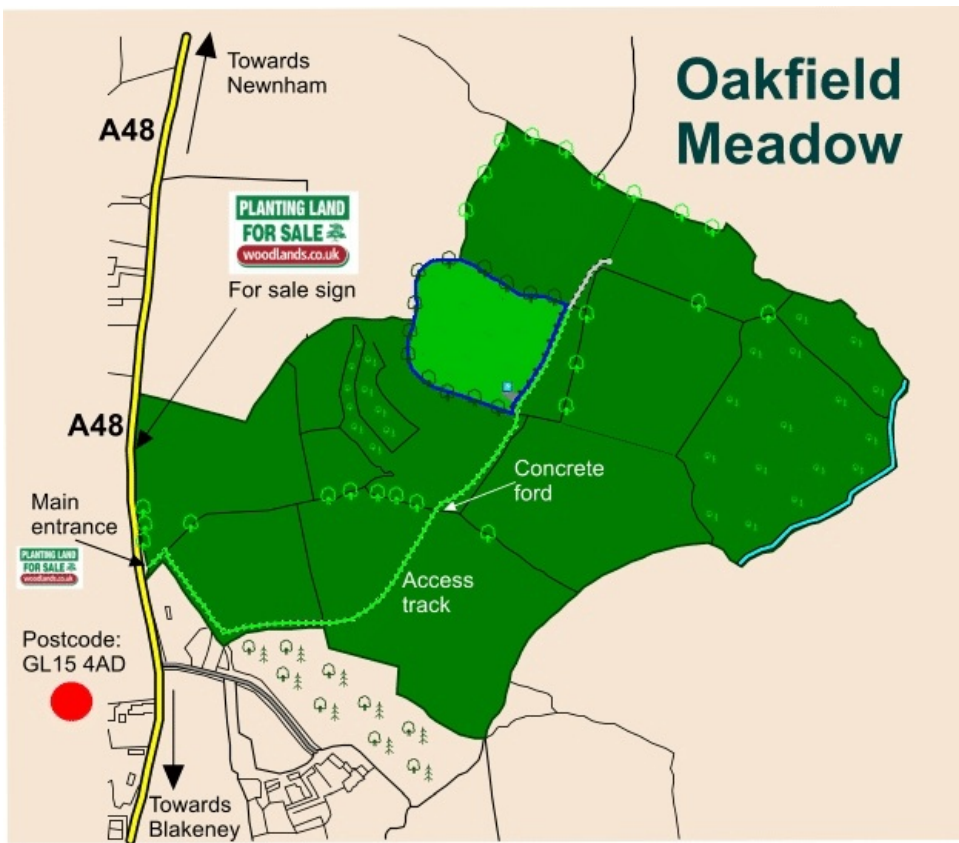 Oakfield
Meadow
Towards
Newnham
A48
PLANTING LAND
FOR SALE
woodlands.co.uk
For sale sign
A48
Concrete
ford
Main
entrance
PLANTING LAND
FOR SALE
woodlands.co.uk
Access
track
Postcode:
GL15 4AD
Towards
Blakeney